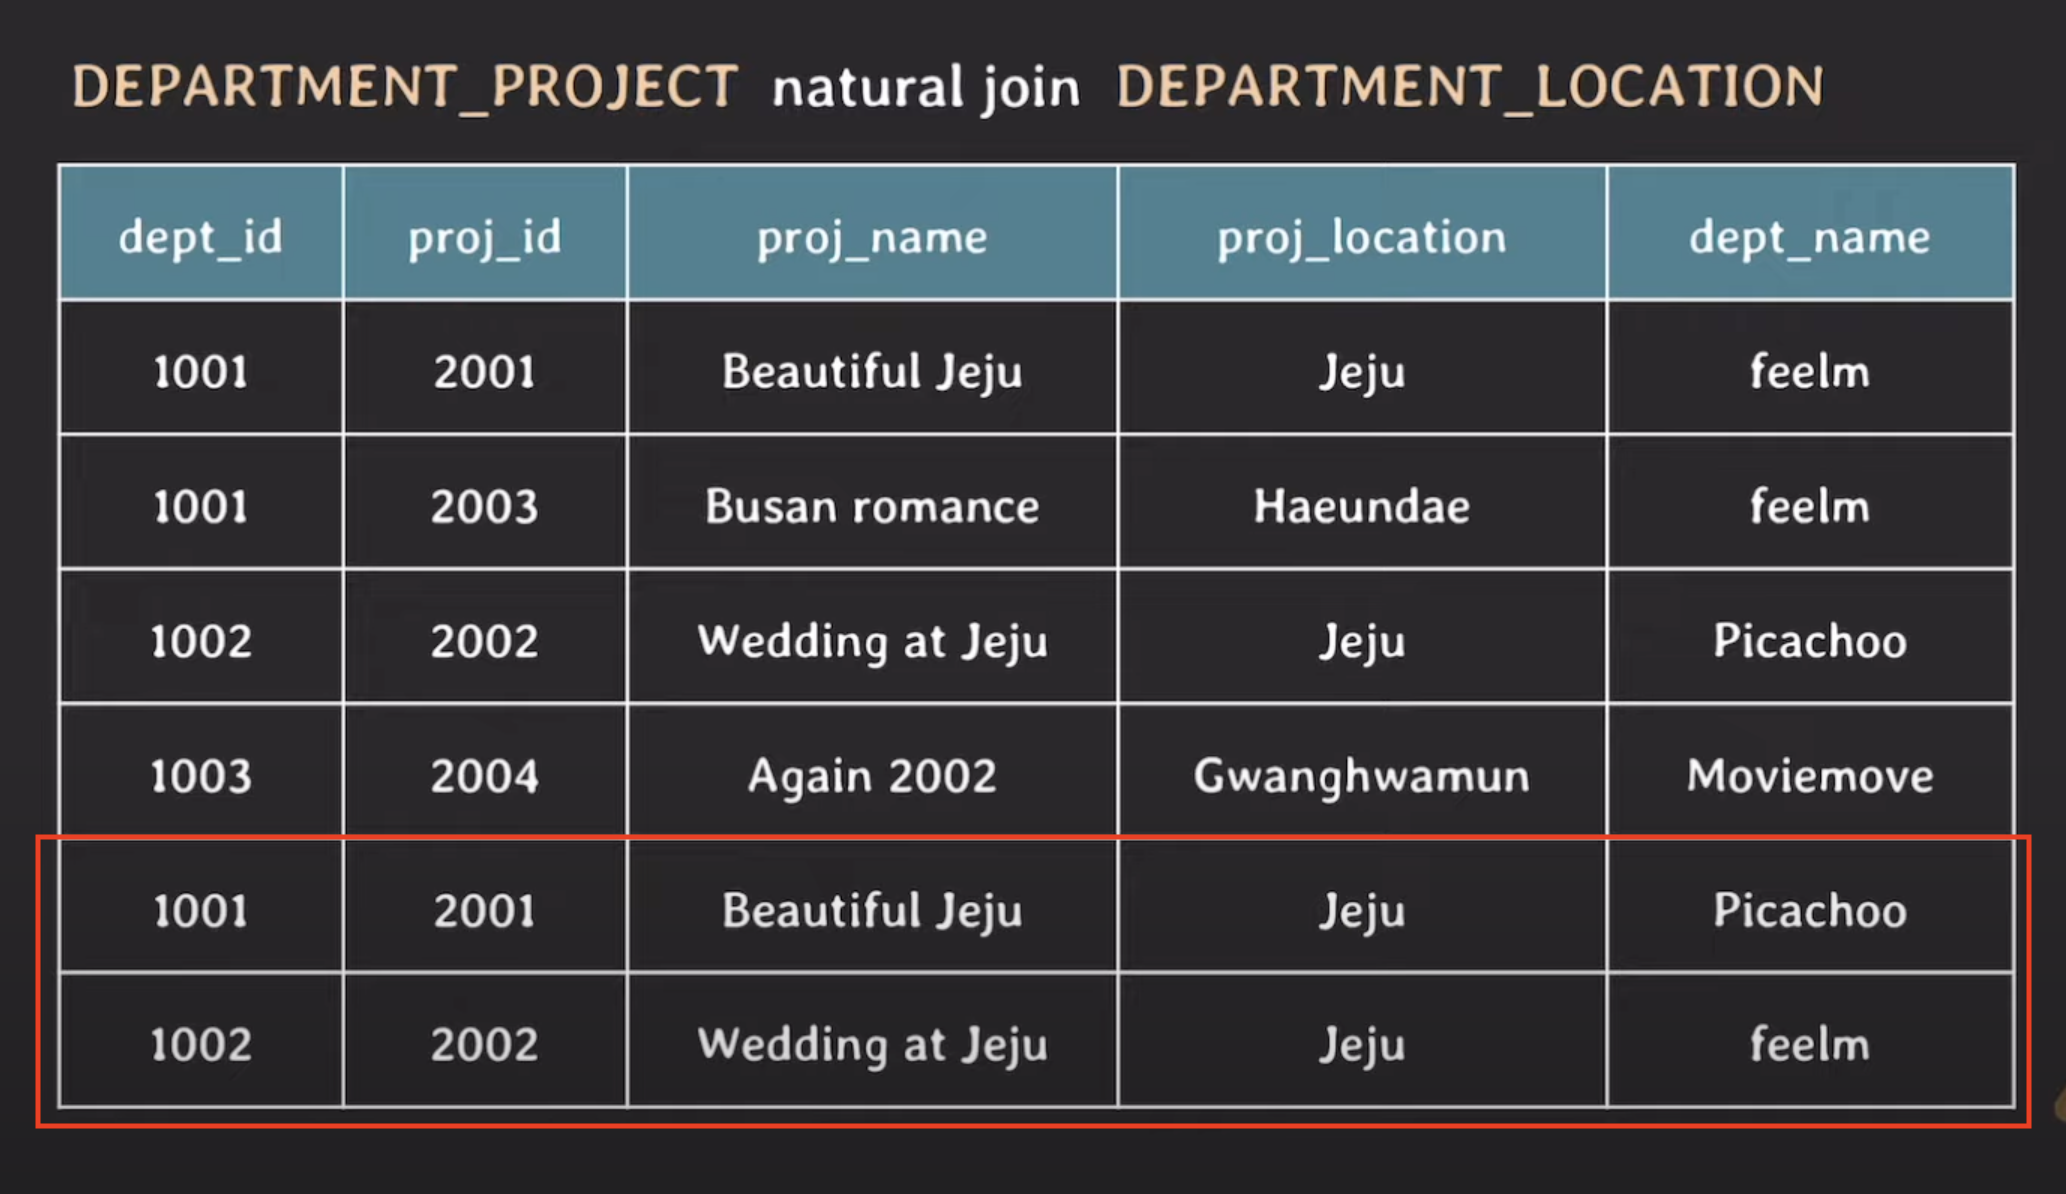 DEPARTMENT_PROJECT natural join DEPARTMENT_LOCATION
dept_id proj_id proj_name proj_location dept_name
1001 2001 Beautiful Jeju Jeju feelm
1001 2003 Busan romance Haeundae feelm
1002 2002 Wedding at Jeju Jeju Picachoo
1003 2004 Again 2002 Gwanghwamun Moviemove
1001 2001 Beautiful Jeju Jeju Picachoo
1002 2002 Wedding at Jeju Jeju feelm